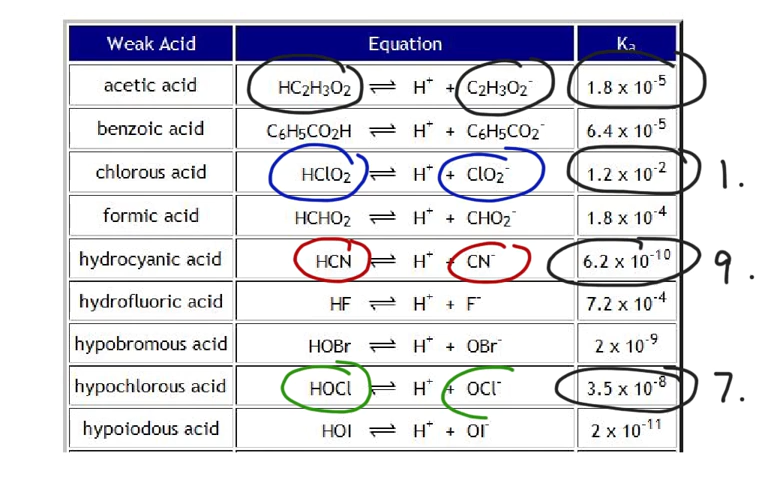 Weak Acid Equation Ka
acetic acid HC2H3O2 ⇌ H+ + C2H3O2- 1.8 x 10-5
benzoic acid C6H5CO2H ⇌ H+ + C6H5CO2- 6.4 x 10-5
chlorous acid HClO2 ⇌ H+ + ClO2- 1.2 x 10-2 1.
formic acid HCHO2 ⇌ H+ + CHO2- 1.8 x 10-4
hydrocyanic acid HCN ⇌ H+ + CN- 6.2 x 10-10 9.
hydrofluoric acid HF ⇌ H+ + F- 7.2 x 10-4
hypobromous acid HOBr ⇌ H+ + OBr- 2 x 10-9
hypochlorous acid HOCl ⇌ H+ + OCl- 3.5 x 10-8 7.
hypoiodous acid HOI ⇌ H+ + OI- 2 x 10-11